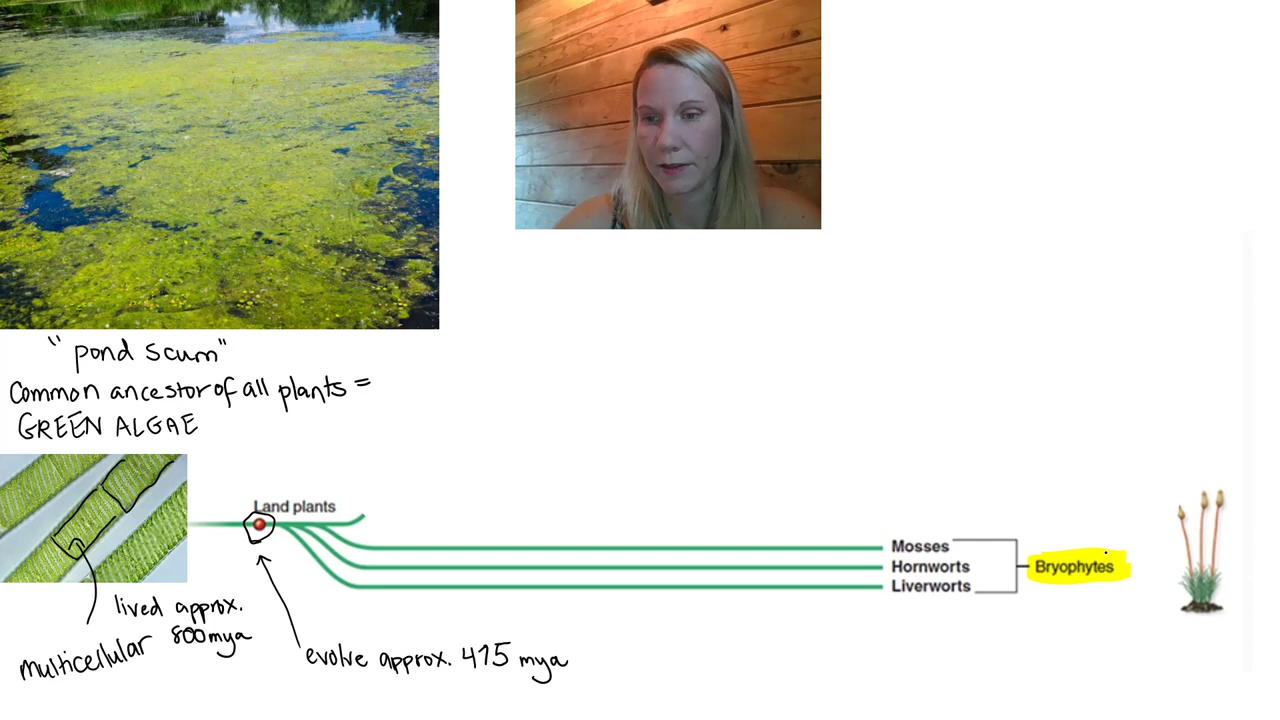 "pond scum"
Common ancestor of all plants =
GREEN ALGAE
Land plants
Mosses
Hornworts
Liverworts
Bryophytes
lived approx.
800mya
multicellular
evolve approx. 475 mya